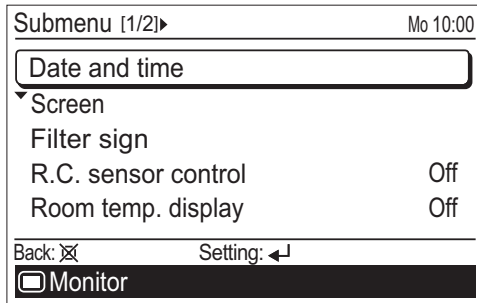 Submenu [1/2] Mo 10:00
Date and time
Screen
Filter sign
R.C. sensor control Off
Room temp. display Off
Back: Setting:
Monitor